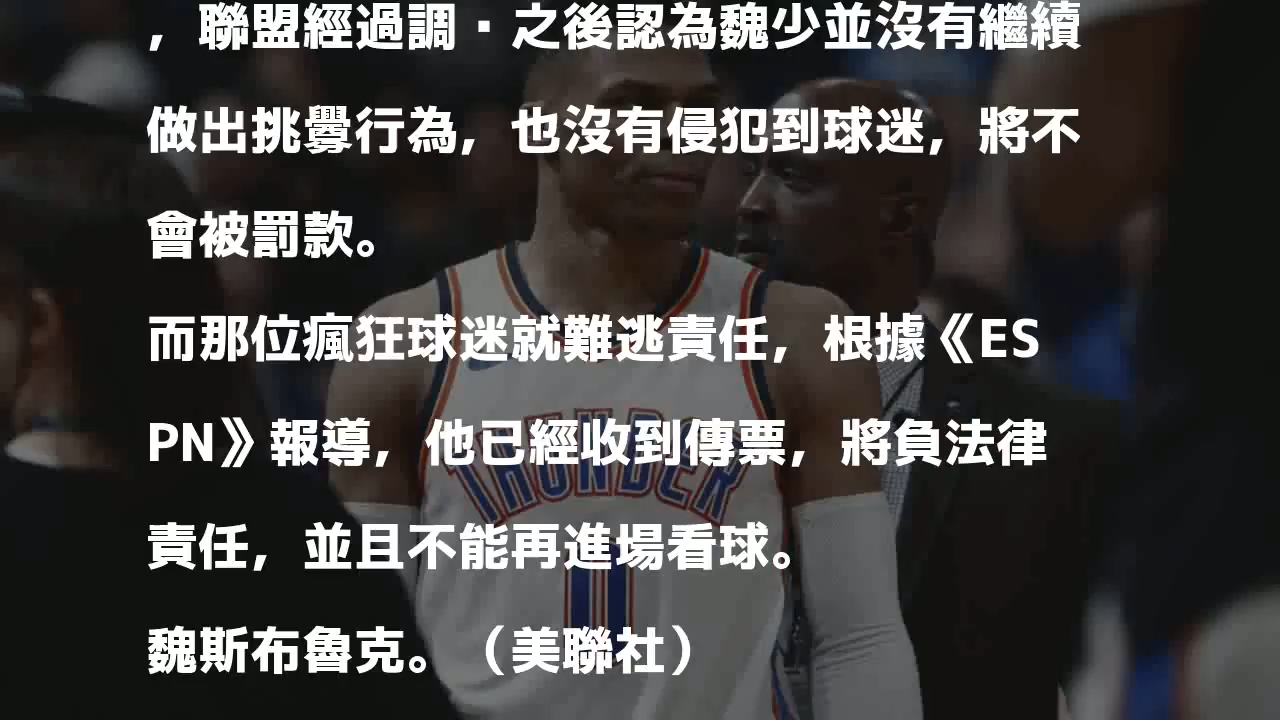 ，聯盟經過調·之後認為魏少並沒有繼續
做出挑釁行為，也沒有侵犯到球迷，將不
會被罰款。
而那位瘋狂球迷就難逃責任，根據《ES
PN》報導，他已經收到傳票，將負法律
責任，並且不能再進場看球。
THUNDER
魏斯布魯克。（美聯社）